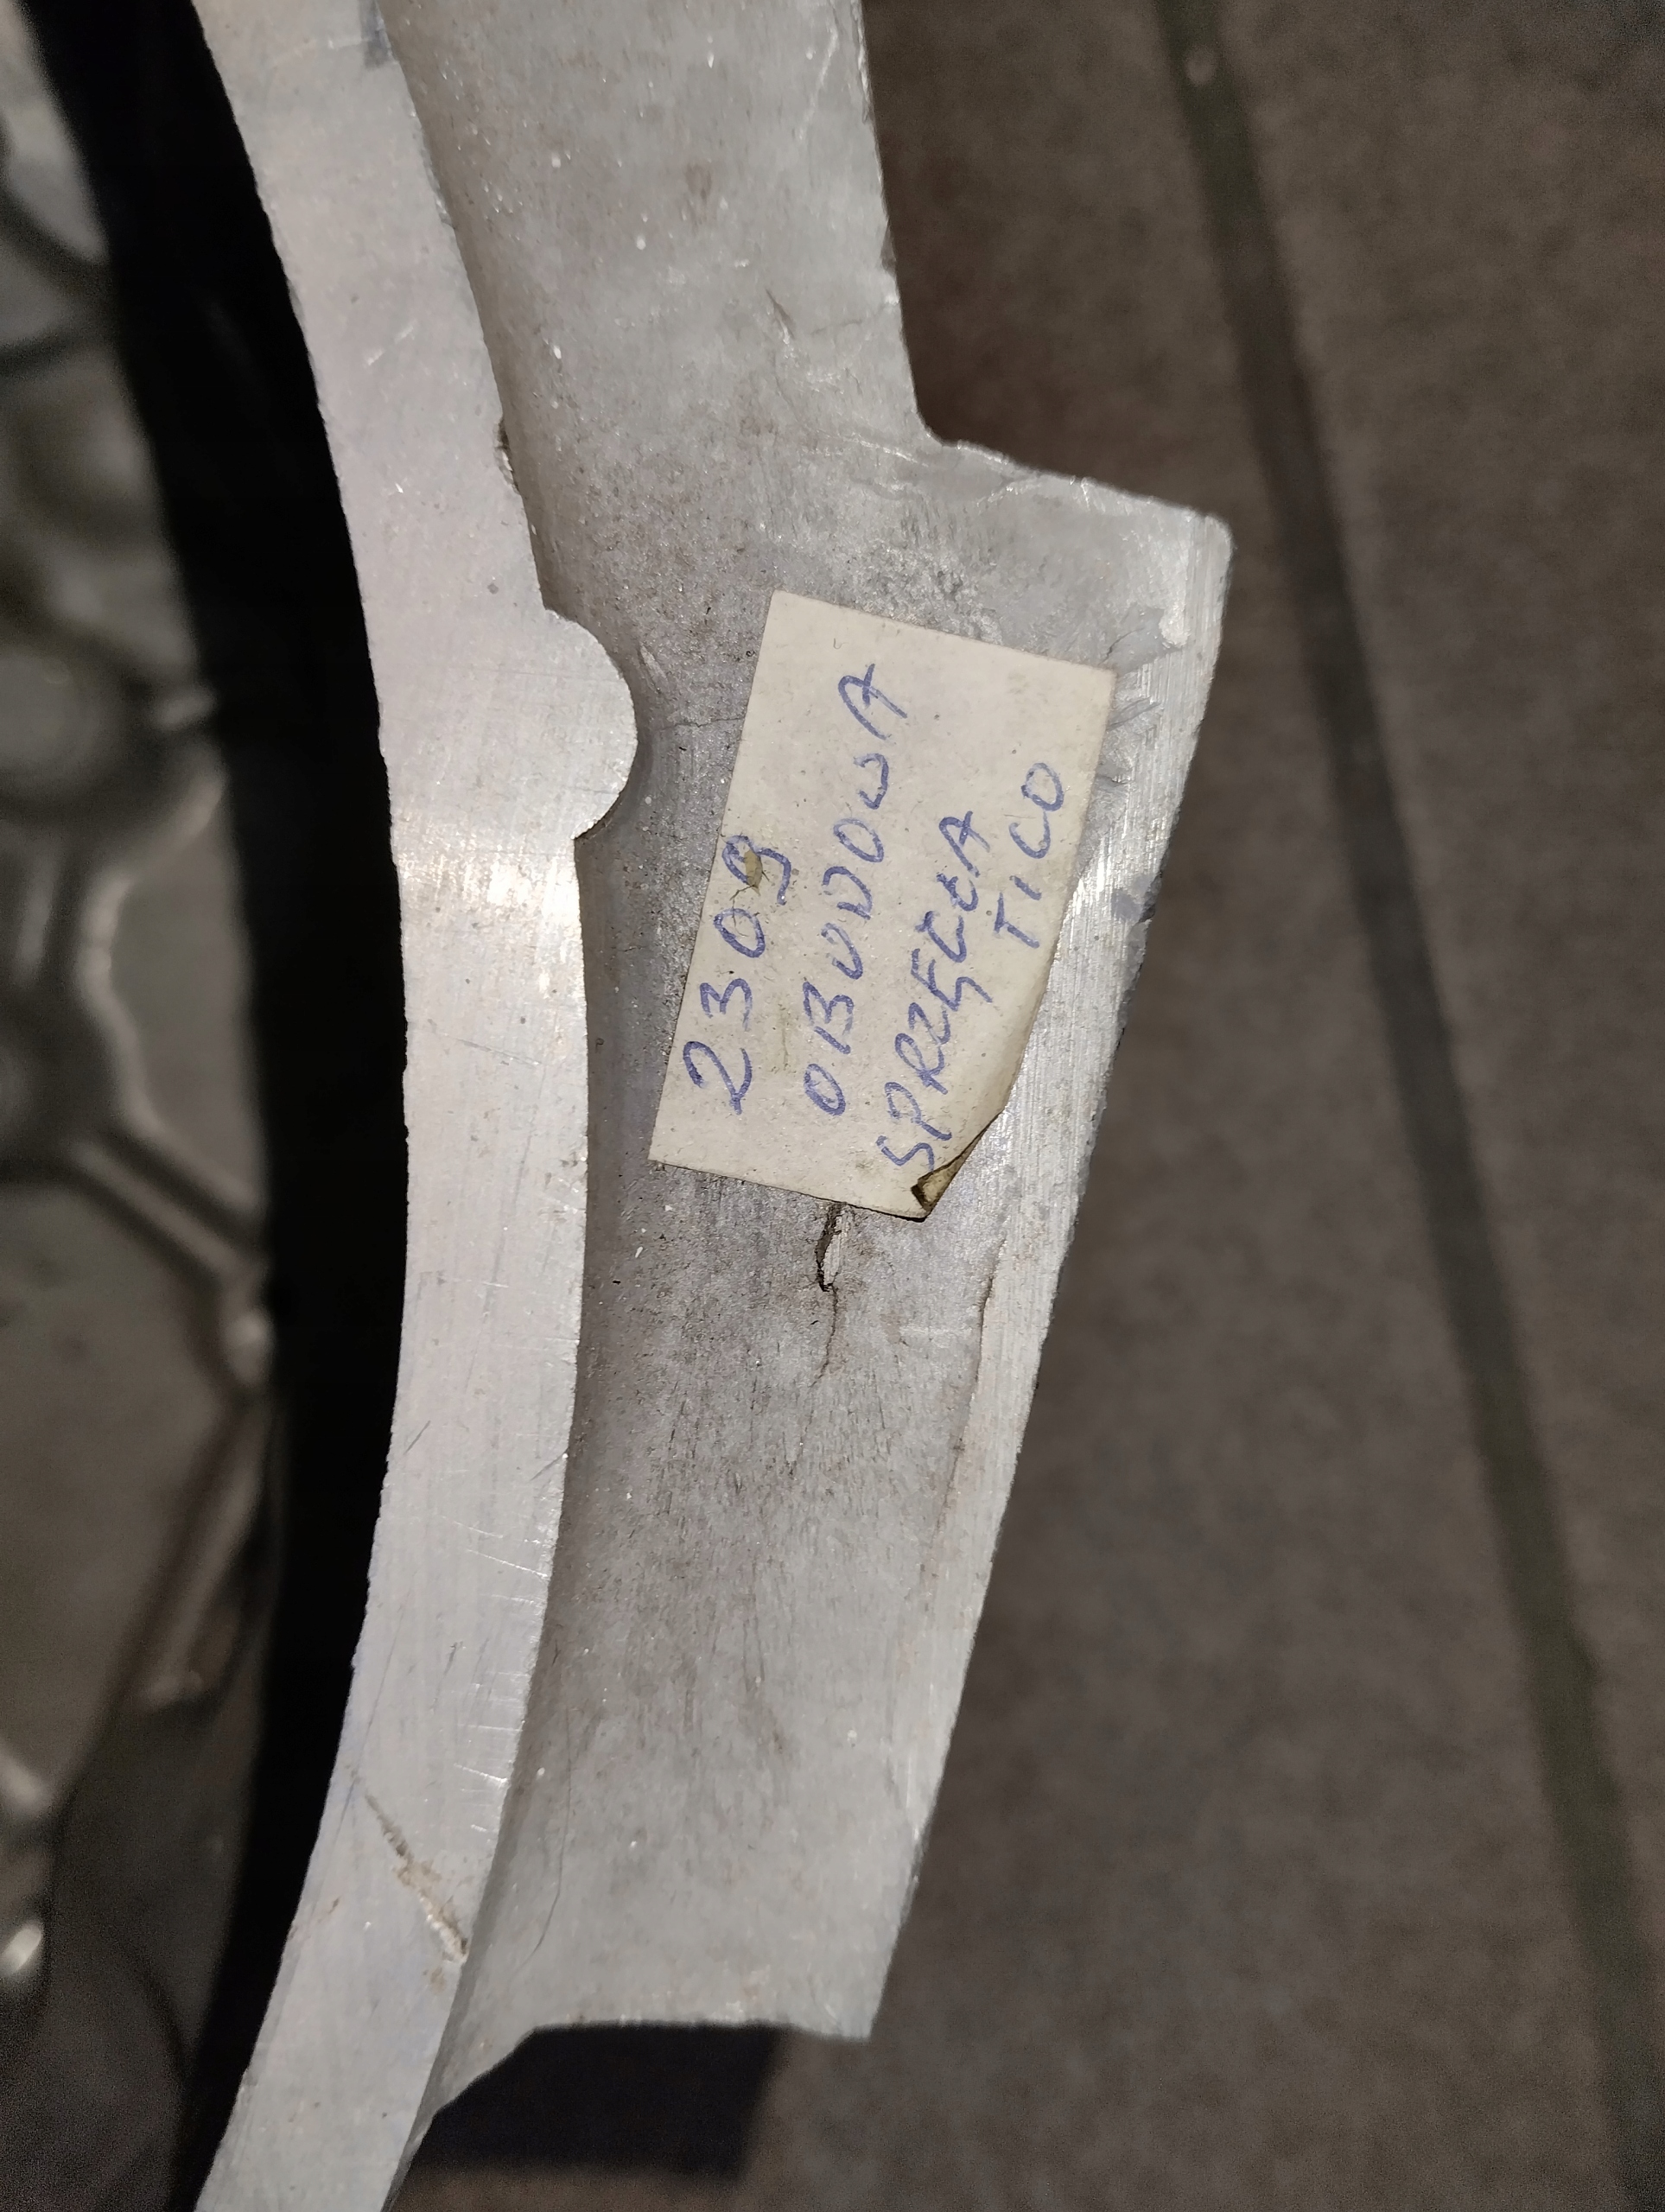 2309
OBUDOWA
SPRZĘGŁA
TICO